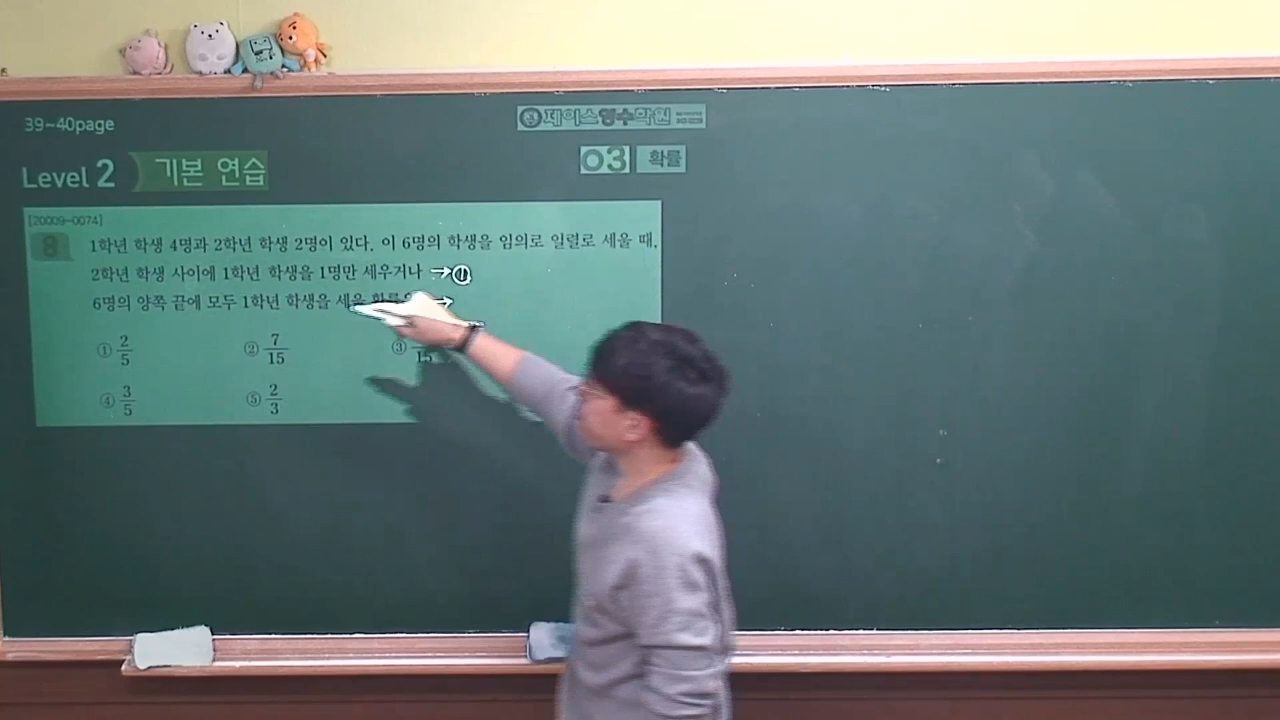 39~40page
제이스영수학원
Level 2 기본 연습
03 확률
[20009-0074]
8
1학년 학생 4명과 2학년 학생 2명이 있다. 이 6명의 학생을 임의로 일렬로 세울 때,
2학년 학생 사이에 1학년 학생을 1명만 세우거나 →①
6명의 양쪽 끝에 모두 1학년 학생을 세울 →
① 2/5
② 7/15
③ 15
④ 3/5
⑤ 2/3